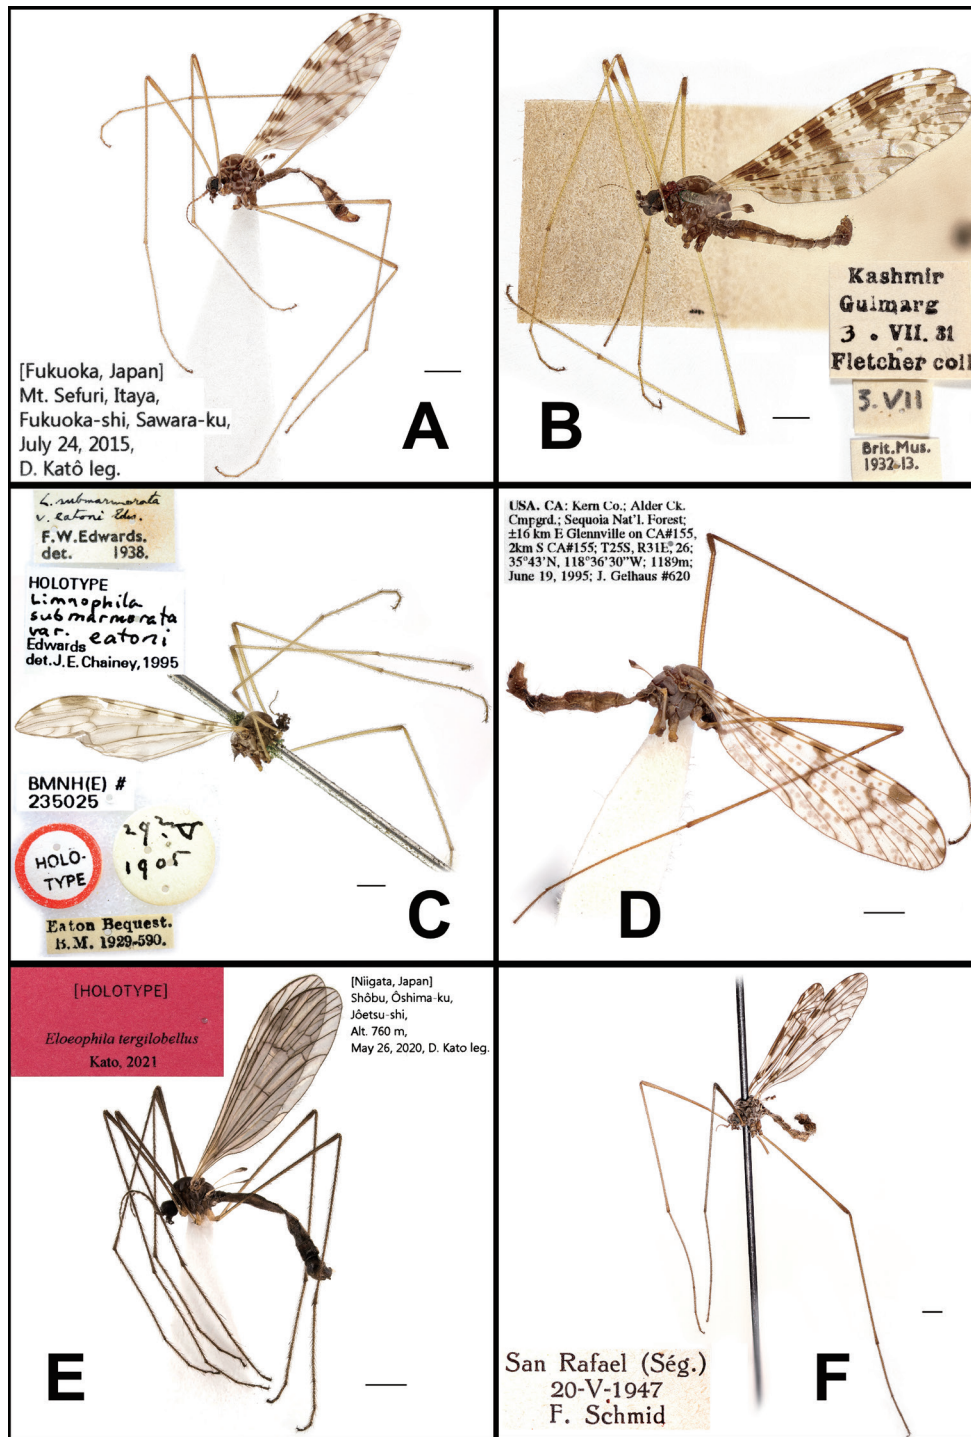 [Fukuoka, Japan]
Mt. Sefuri, Itaya,
Fukuoka-shi, Sawara-ku,
July 24, 2015,
D. Katô leg.
A
Kashmir
Gulmarg
3 . VII. 31
Fletcher coll
3.VII
Brit.Mus.
1932-13.
B
L. submarmorata
v. eatoni Edw.
F.W.Edwards.
det. 1938.
HOLOTYPE
Limnophila
submarmorata
var. eatoni
Edwards
det.J.E.Chainey, 1995
BMNH(E) #
235025
HOLO-
TYPE
1905
Eaton Bequest.
B.M. 1929-590.
C
USA. CA: Kern Co.; Alder Ck.
Cmpgrd.; Sequoia Nat'l. Forest;
±16 km E Glennville on CA#155,
2km S CA#155; T25S, R31E, 26;
35°43'N, 118°36'30"W; 1189m;
June 19, 1995; J. Gelhaus #620
D
[HOLOTYPE]
Eloeophila tergilobellus
Kato, 2021
[Niigata, Japan]
Shôbu, Ôshima-ku,
Jôetsu-shi,
Alt. 760 m,
May 26, 2020, D. Kato leg.
E
San Rafael (Ség.)
20-V-1947
F. Schmid
F